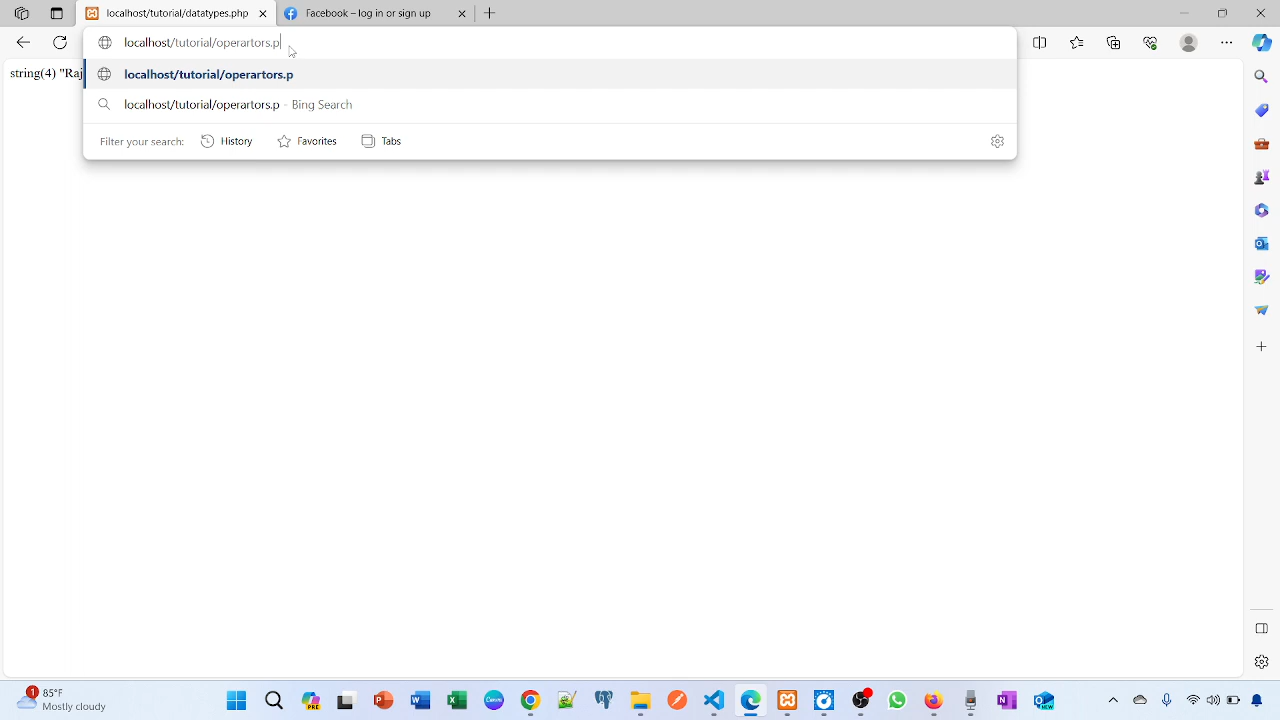 localhost/tutorial/datatypes.php
Facebook – log in or sign up
localhost/tutorial/operartors.p
string(4) "Raj
localhost/tutorial/operartors.p
localhost/tutorial/operartors.p - Bing Search
Filter your search:
History
Favorites
Tabs
1
85°F
Mostly cloudy